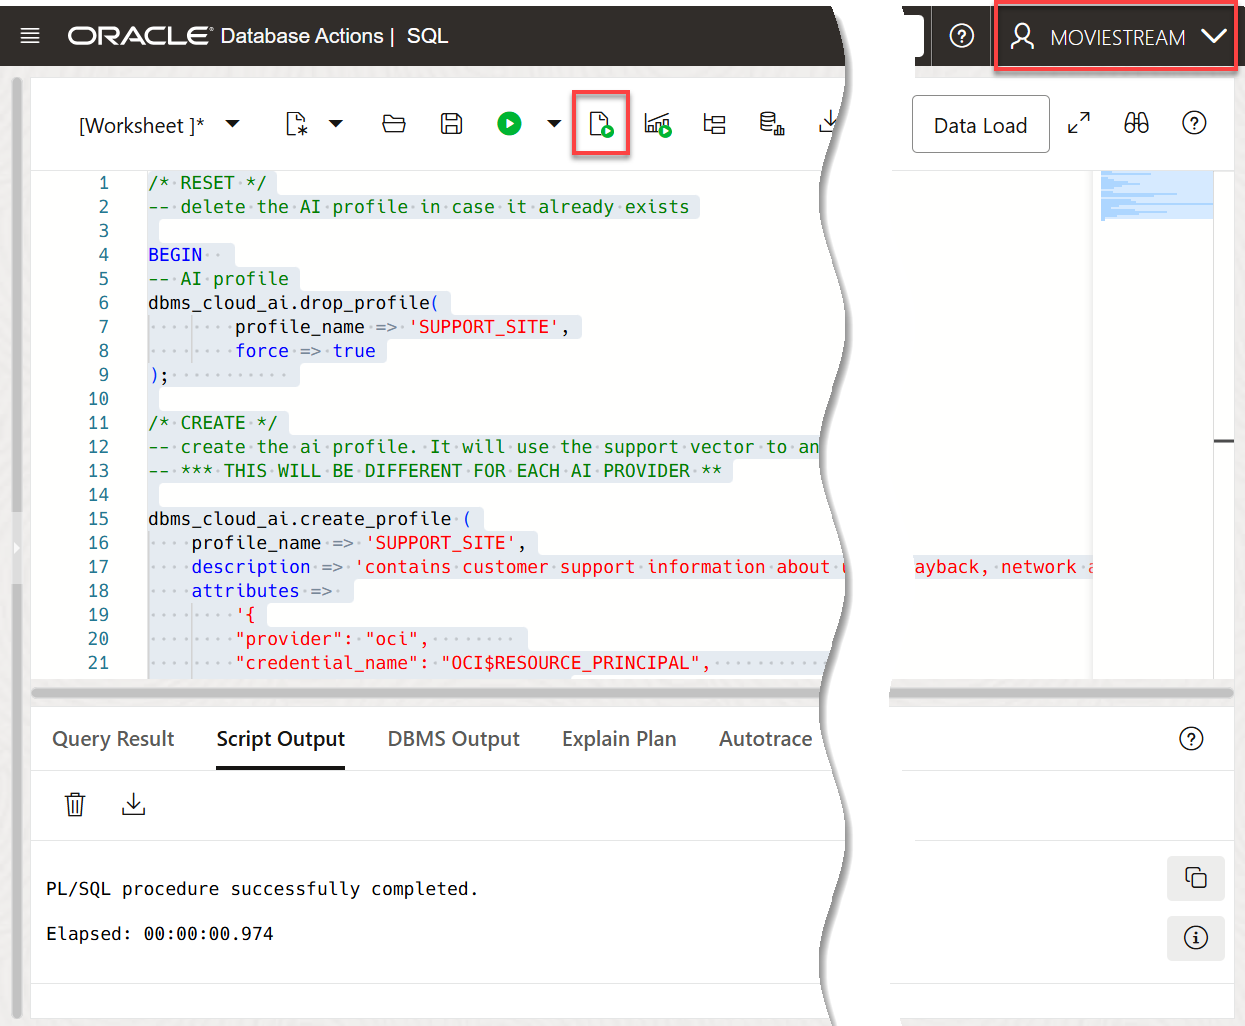 ORACLE Database Actions | SQL
MOVIESTREAM
[Worksheet ]*
Data Load
1 /* RESET */
2 -- delete the AI profile in case it already exists
3
4 BEGIN
5 -- AI profile
6 dbms_cloud_ai.drop_profile(
7 profile_name => 'SUPPORT_SITE',
8 force => true
9 );
10
11 /* CREATE */
12 -- create the ai profile. It will use the support vector to an
13 -- *** THIS WILL BE DIFFERENT FOR EACH AI PROVIDER **
14
15 dbms_cloud_ai.create_profile (
16 profile_name => 'SUPPORT_SITE',
17 description => 'contains customer support information about u ayback, network a
18 attributes =>
19 '{
20 "provider": "oci",
21 "credential_name": "OCI$RESOURCE_PRINCIPAL",
Query Result Script Output DBMS Output Explain Plan Autotrace
PL/SQL procedure successfully completed.
Elapsed: 00:00:00.974